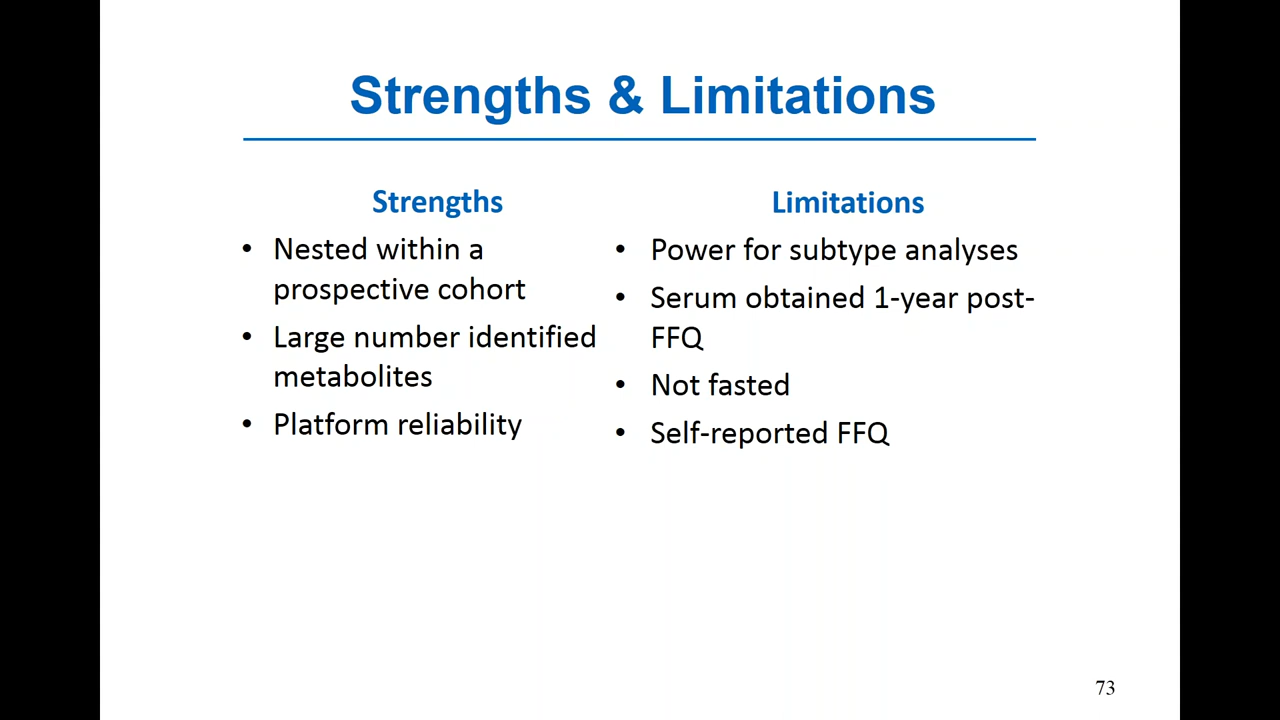 Strengths & Limitations
Strengths
• Nested within a
prospective cohort
• Large number identified
metabolites
• Platform reliability
Limitations
• Power for subtype analyses
• Serum obtained 1-year post-
FFQ
• Not fasted
• Self-reported FFQ
73